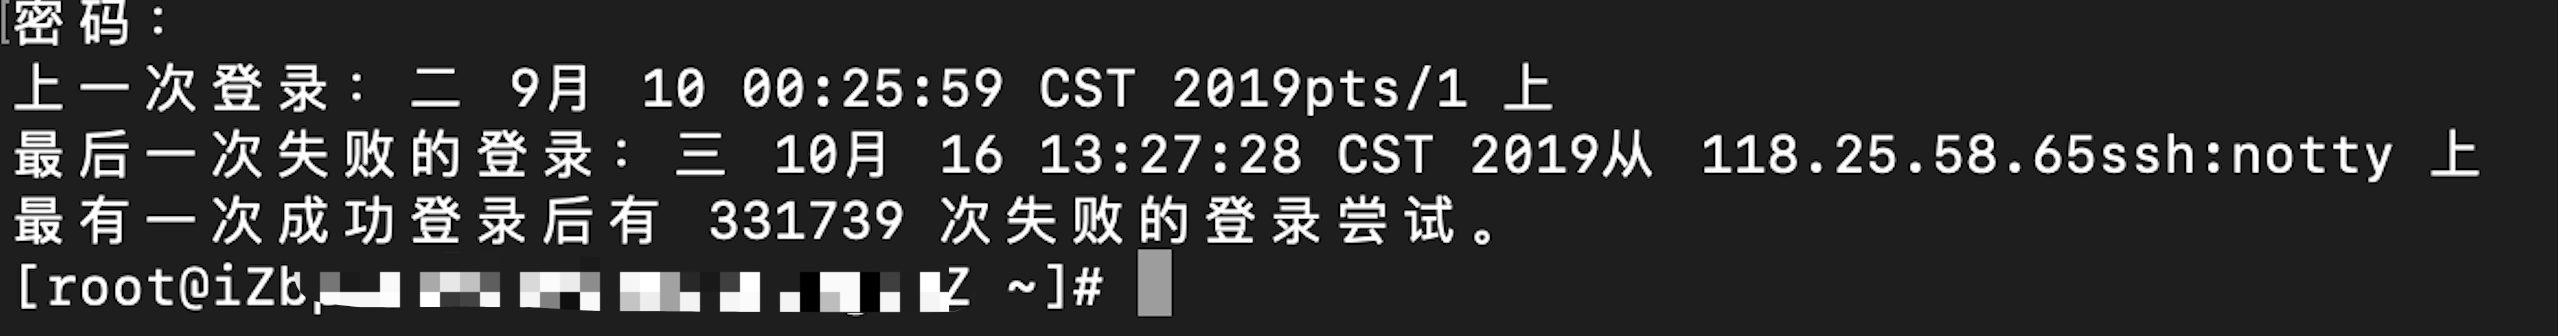 [密码：
上一次登录：二 9月 10 00:25:59 CST 2019pts/1 上
最后一次失败的登录：三 10月 16 13:27:28 CST 2019从 118.25.58.65ssh:notty 上
最有一次成功登录后有 331739 次失败的登录尝试。
[root@iZb Z ~]#